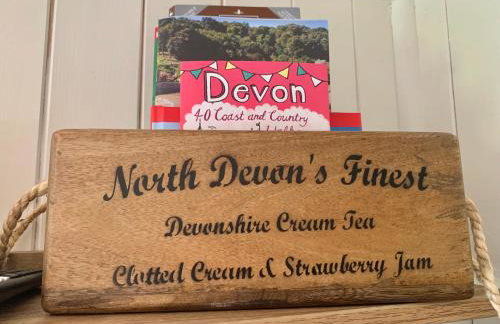 Devon
40 Coast and Country
North Devon's Finest
Devonshire Cream Tea
Clotted Cream & Strawberry Jam